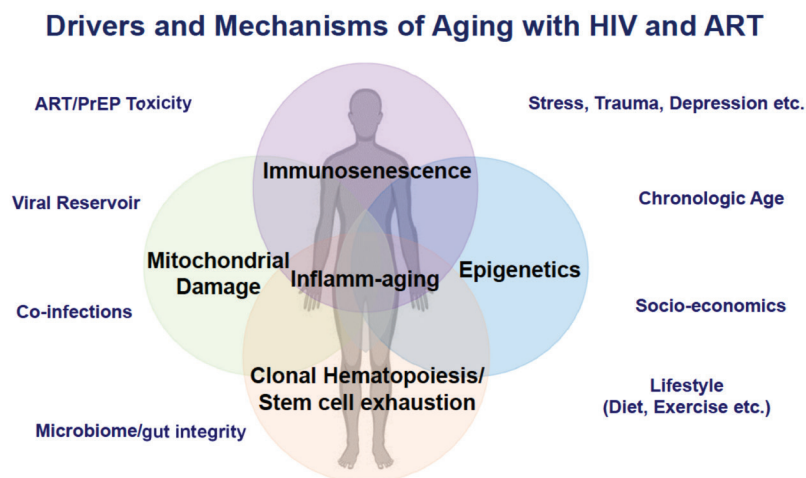 Drivers and Mechanisms of Aging with HIV and ART
ART/PrEP Toxicity
Stress, Trauma, Depression etc.
Immunosenescence
Viral Reservoir
Chronologic Age
Mitochondrial
Damage
Inflamm-aging
Epigenetics
Co-infections
Socio-economics
Clonal Hematopoiesis/
Stem cell exhaustion
Lifestyle
(Diet, Exercise etc.)
Microbiome/gut integrity